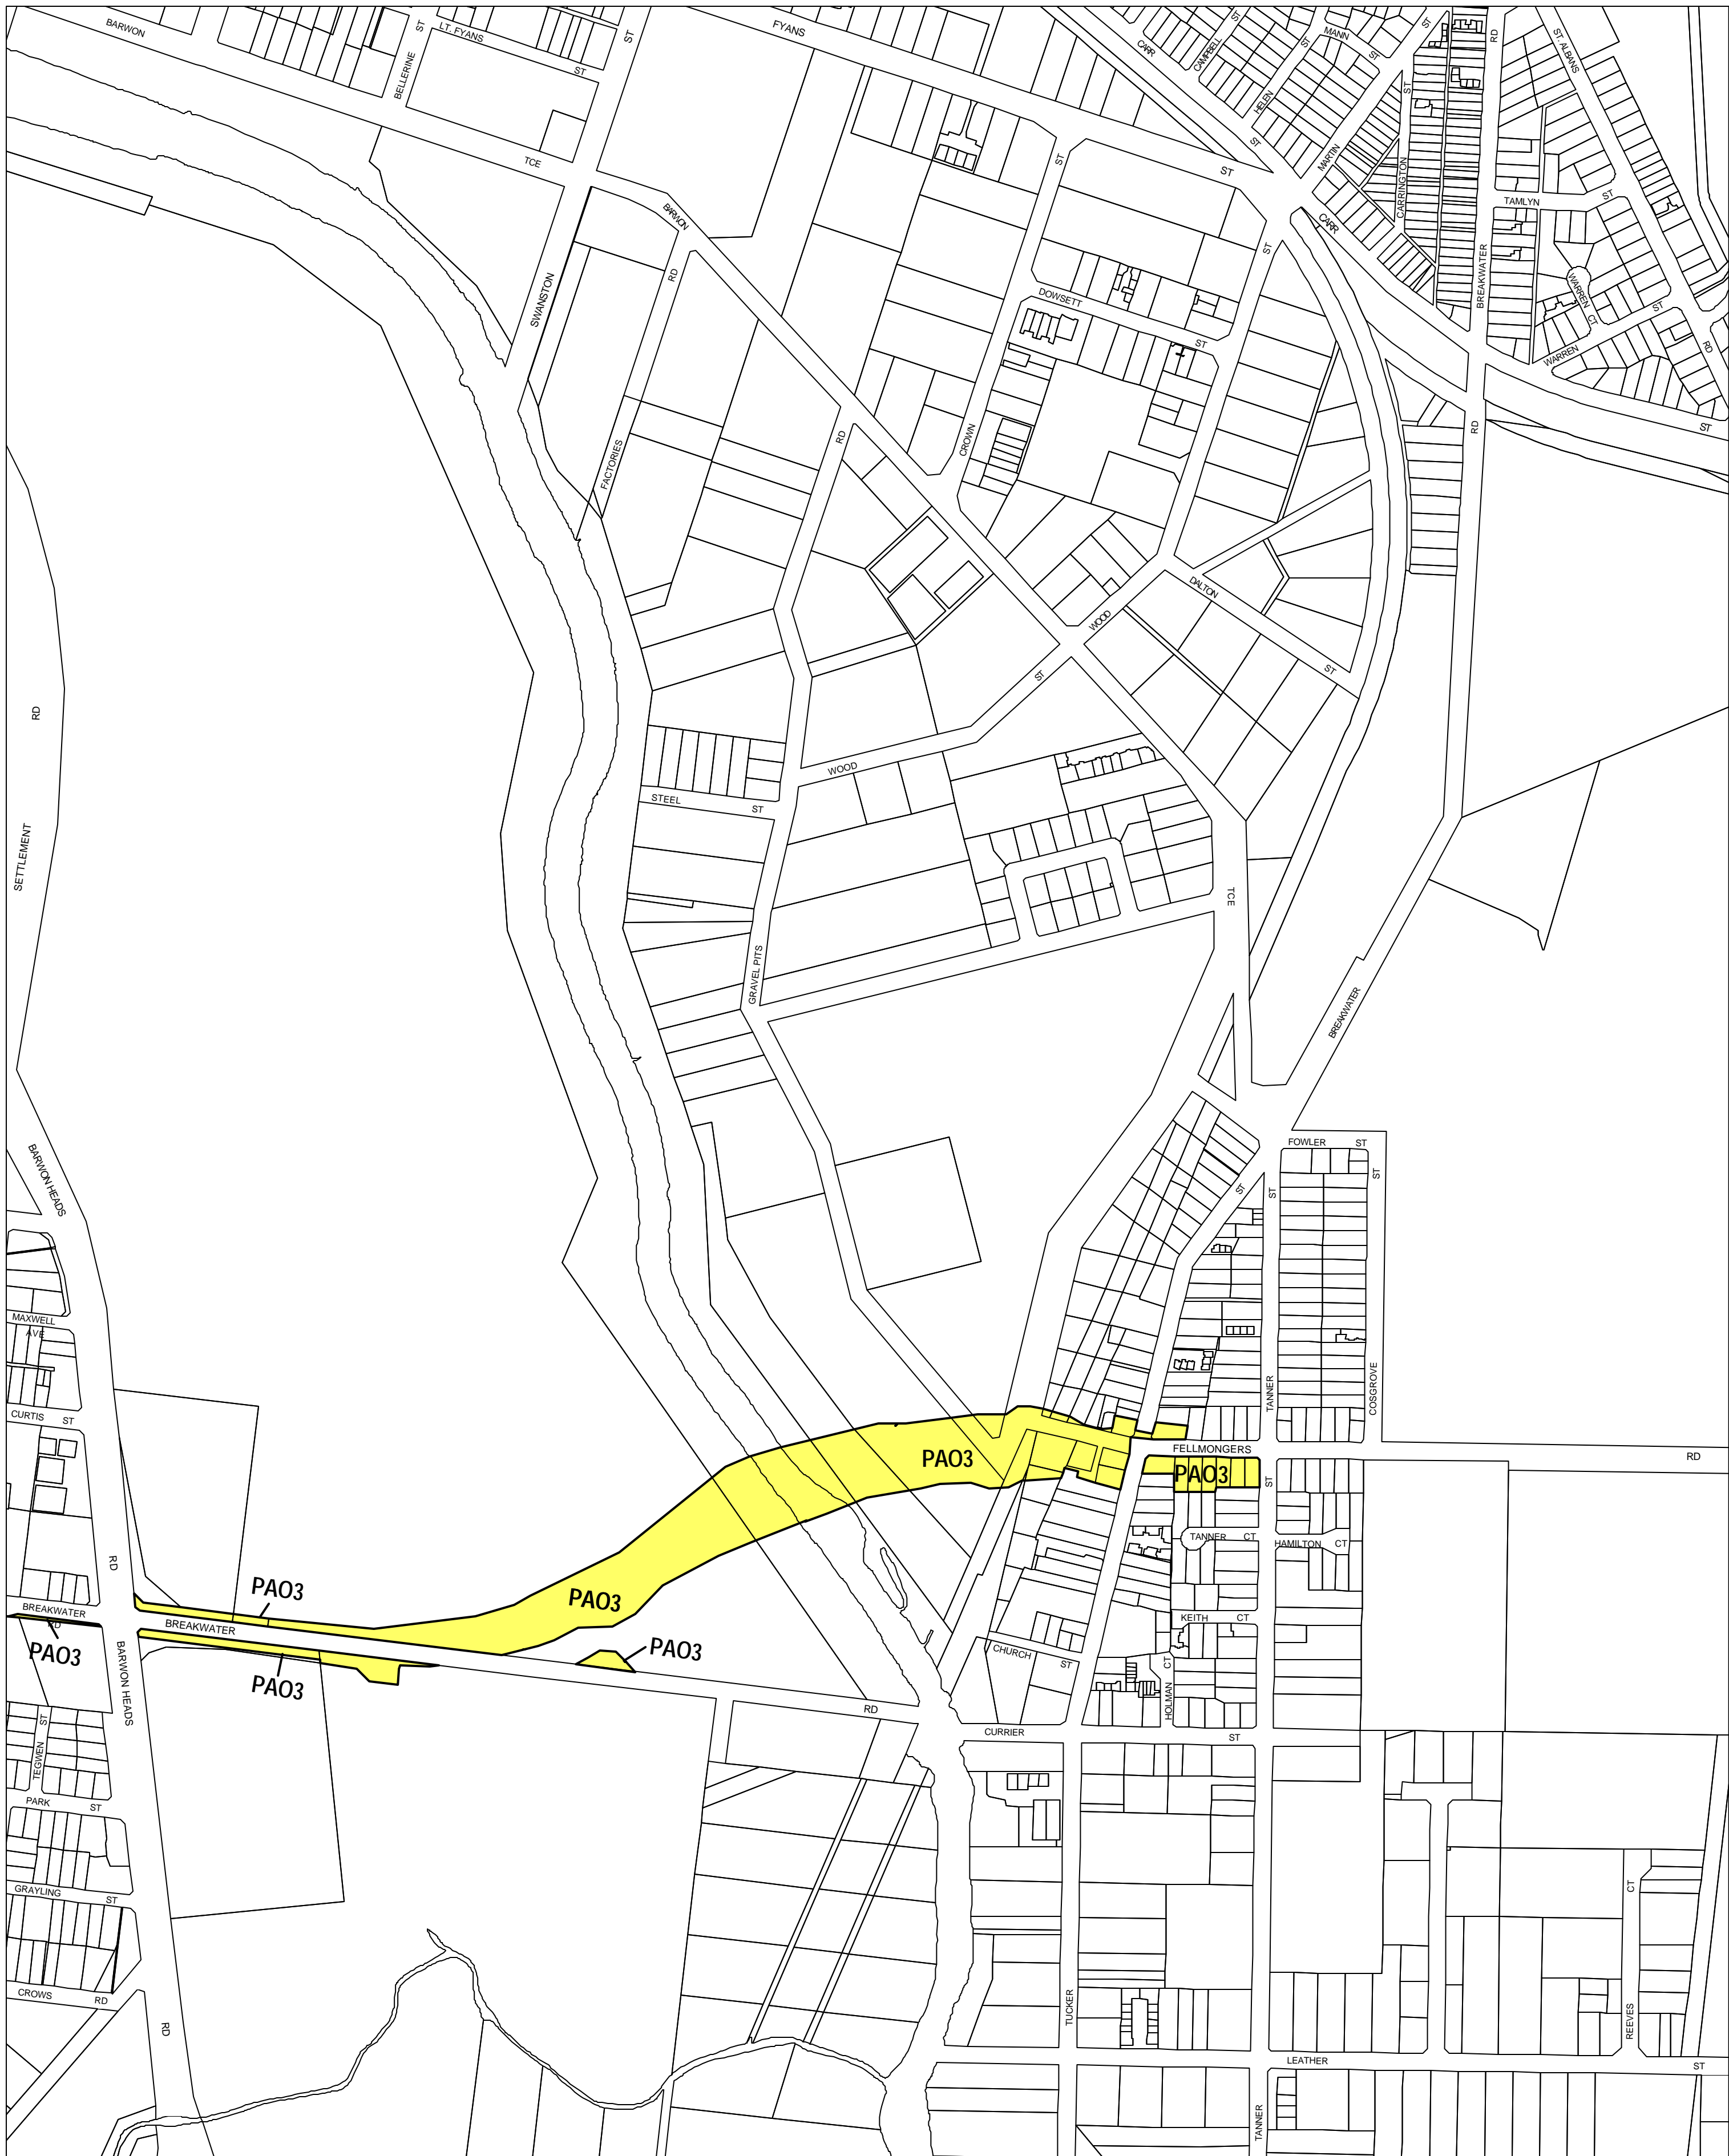 BARWON
BELLERINE
ST
LT. FYANS
ST
ST
FYANS
CARR
CAMPBELL
ST
HELEN
ST
MANN
ST
ST
RD
ST. ALBANS
TCE
ST
ST
ST
MARTIN
CARRINGTON
ST
TAMLYN
ST
BARWON
SWANSTON
RD
DOWSETT
ST
ST
CARR
BREAKWATER
WARREN
CT
ST
WARREN
RD
FACTORIES
RD
CROWN
RD
ST
WOOD
DALTON
ST
RD
ST
WOOD
STEEL
ST
SETTLEMENT
TCE
GRAVEL PITS
BREAKWATER
BARWON HEADS
FOWLER
ST
ST
ST
ST
MAXWELL
AVE
CURTIS
ST
TANNER
COSGROVE
FELLMONGERS
RD
PAO3
PAO3
ST
RD
TANNER
CT
HAMILTON
CT
PAO3
PAO3
BREAKWATER
RD
BREAKWATER
KEITH
CT
PAO3
PAO3
PAO3
BARWON HEADS
CHURCH
ST
CT
HOLMAN
RD
CURRIER
ST
ST
TEGWEN
PARK
ST
GRAYLING
ST
CT
CROWS
RD
RD
TUCKER
REEVES
LEATHER
ST
TANNER